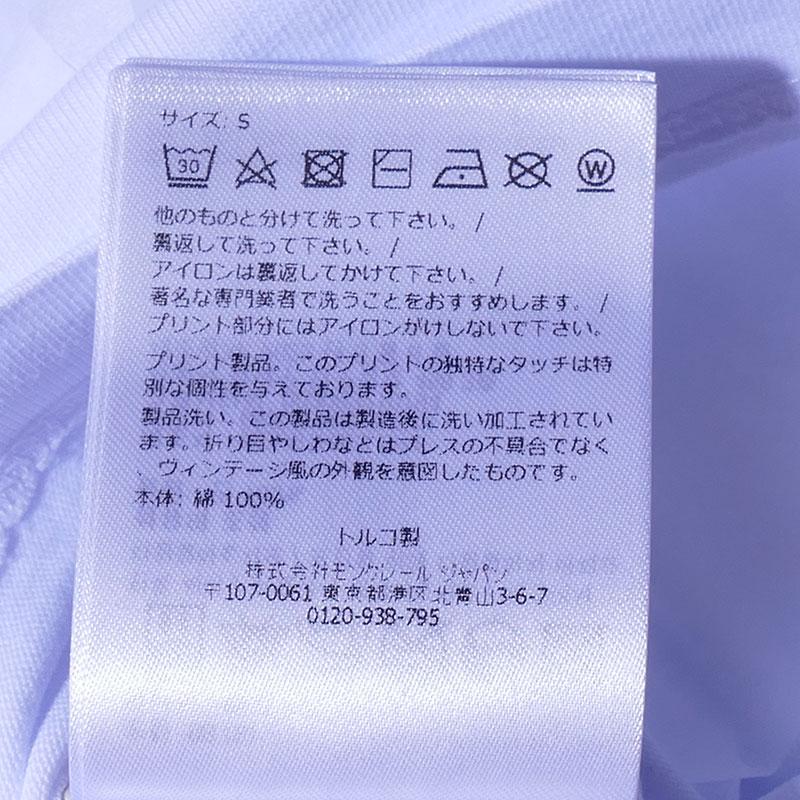 サイズ: S
30 W
他のものと分けて洗って下さい。 /
裏返して洗って下さい。 /
アイロンは裏返してかけて下さい。 /
著名な専門業者で洗うことをおすすめします。 /
プリント部分にはアイロンがけしないで下さい。
プリント製品。このプリントの独特なタッチは特
別な個性を与えております。
製品洗い。この製品は製造後に洗い加工されてい
ます。折り目やしわなとはプレスの不具合でなく
、ヴィンテージ風の外観を意図したものです。
本体: 綿 100%
トルコ製
株式会社モンクレール ジャパン
〒107-0061 東京都港区北青山3-6-7
0120-938-795